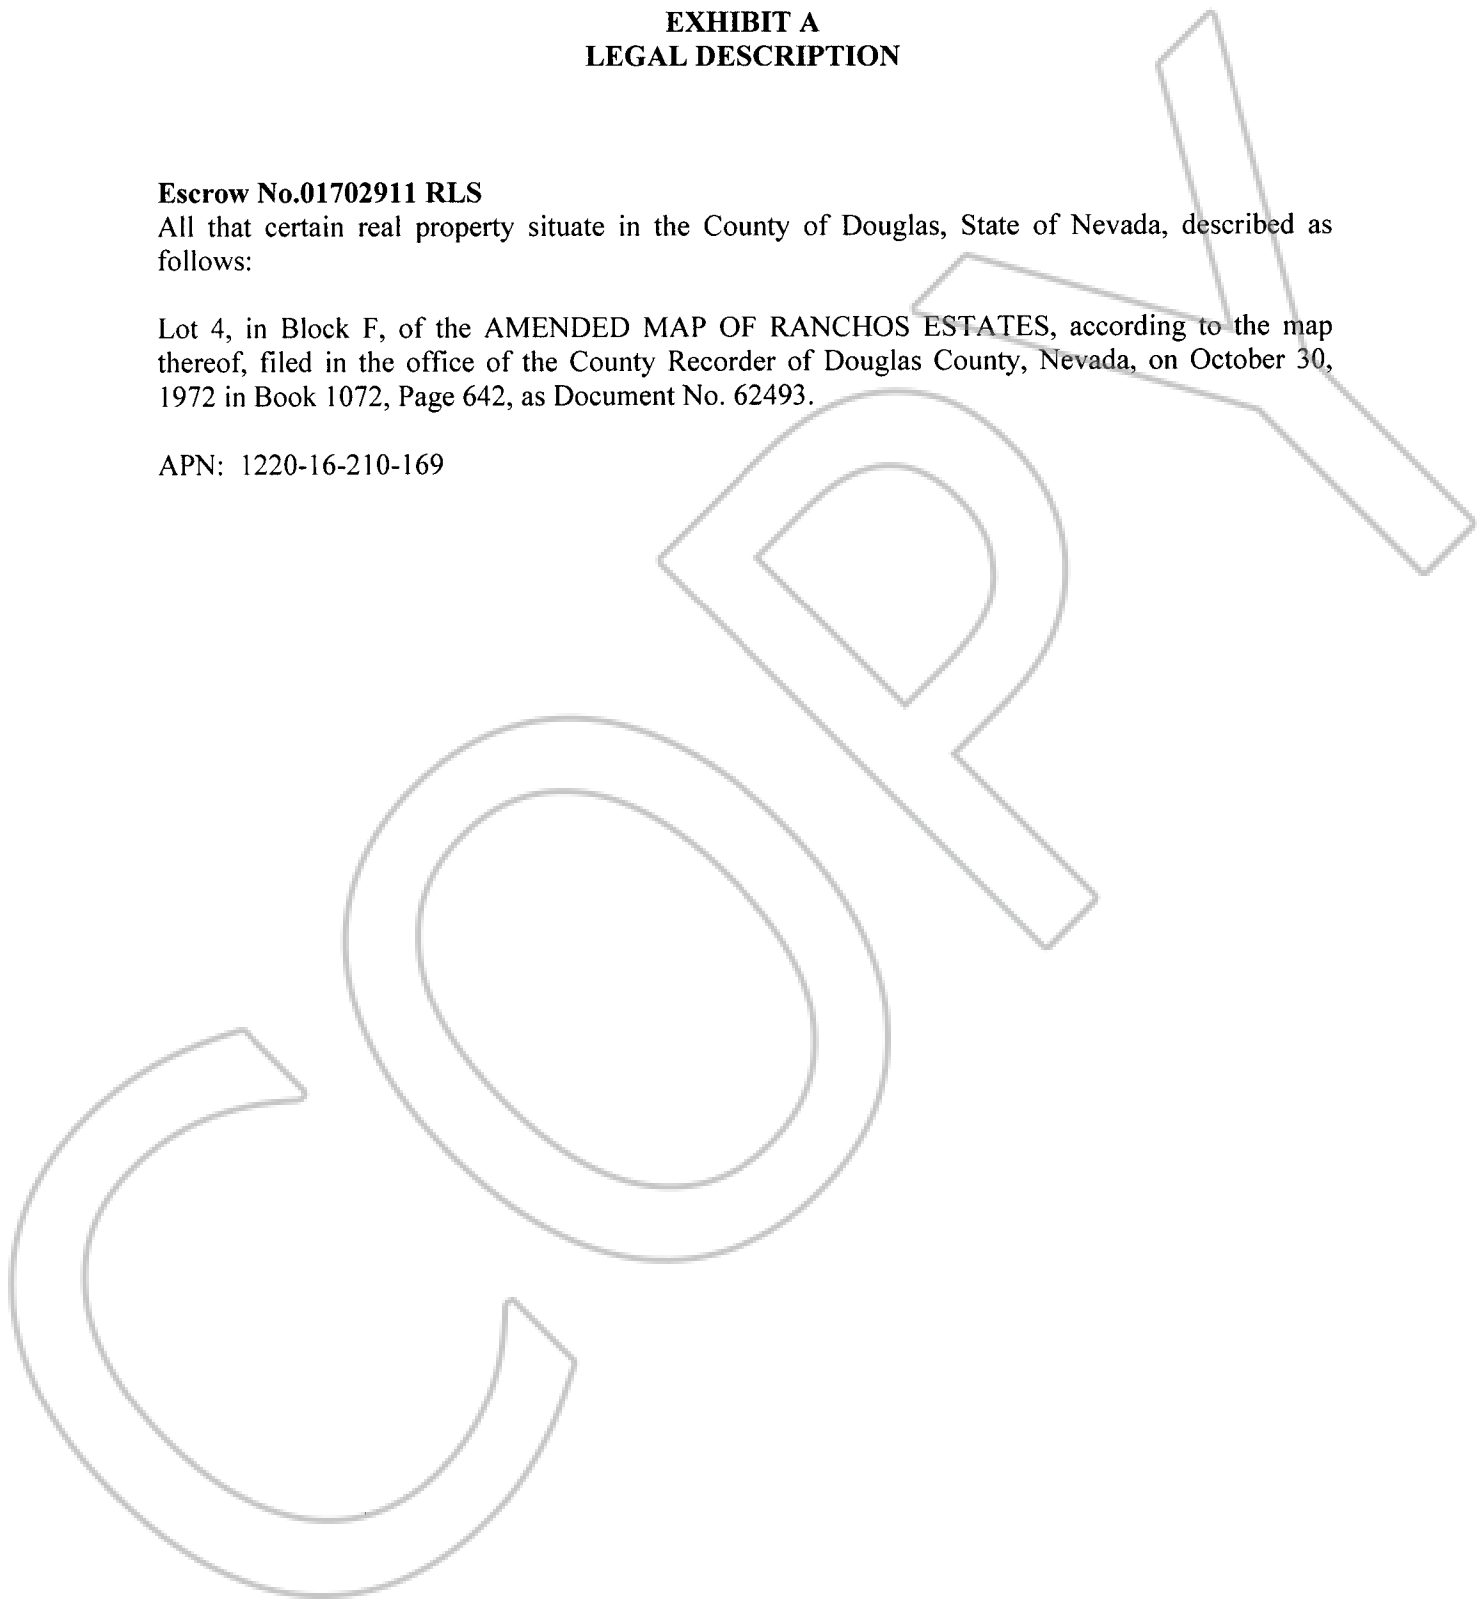 EXHIBIT A
LEGAL DESCRIPTION
Escrow No.01702911 RLS
All that certain real property situate in the County of Douglas, State of Nevada, described as
follows:
Lot 4, in Block F, of the AMENDED MAP OF RANCHOS ESTATES, according to the map
thereof, filed in the office of the County Recorder of Douglas County, Nevada, on October 30,
1972 in Book 1072, Page 642, as Document No. 62493.
APN: 1220-16-210-169
COPY